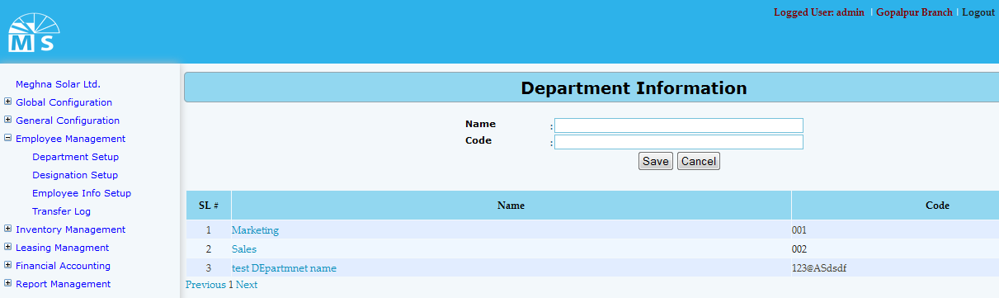 Logged User: admin | Gopalpur Branch | Logout
MS
Meghna Solar Ltd.
Global Configuration
General Configuration
Employee Management
Department Setup
Designation Setup
Employee Info Setup
Transfer Log
Inventory Management
Leasing Managment
Financial Accounting
Report Management
Department Information
Name :
Code :
Save Cancel
SL # Name Code
1 Marketing 001
2 Sales 002
3 test DEpartmnet name 123@ASdsdf
Previous 1 Next